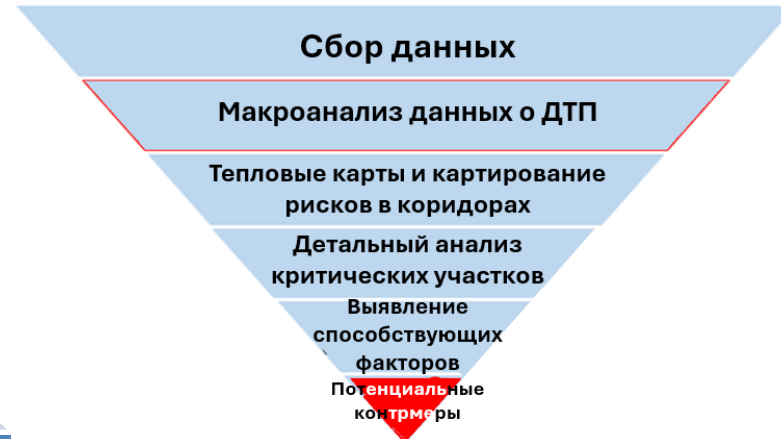 Сбор данных
Макроанализ данных о ДТП
Тепловые карты и картирование
рисков в коридорах
Детальный анализ
критических участков
Выявление
способствующих
факторов
Потенциальные
контрмеры